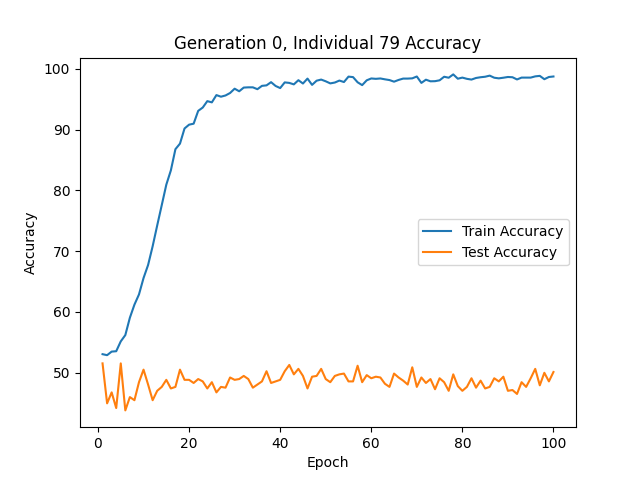 Generation 0, Individual 79 Accuracy
100
90
80
70
60
50
Accuracy
Train Accuracy
Test Accuracy
0 20 40 60 80 100
Epoch